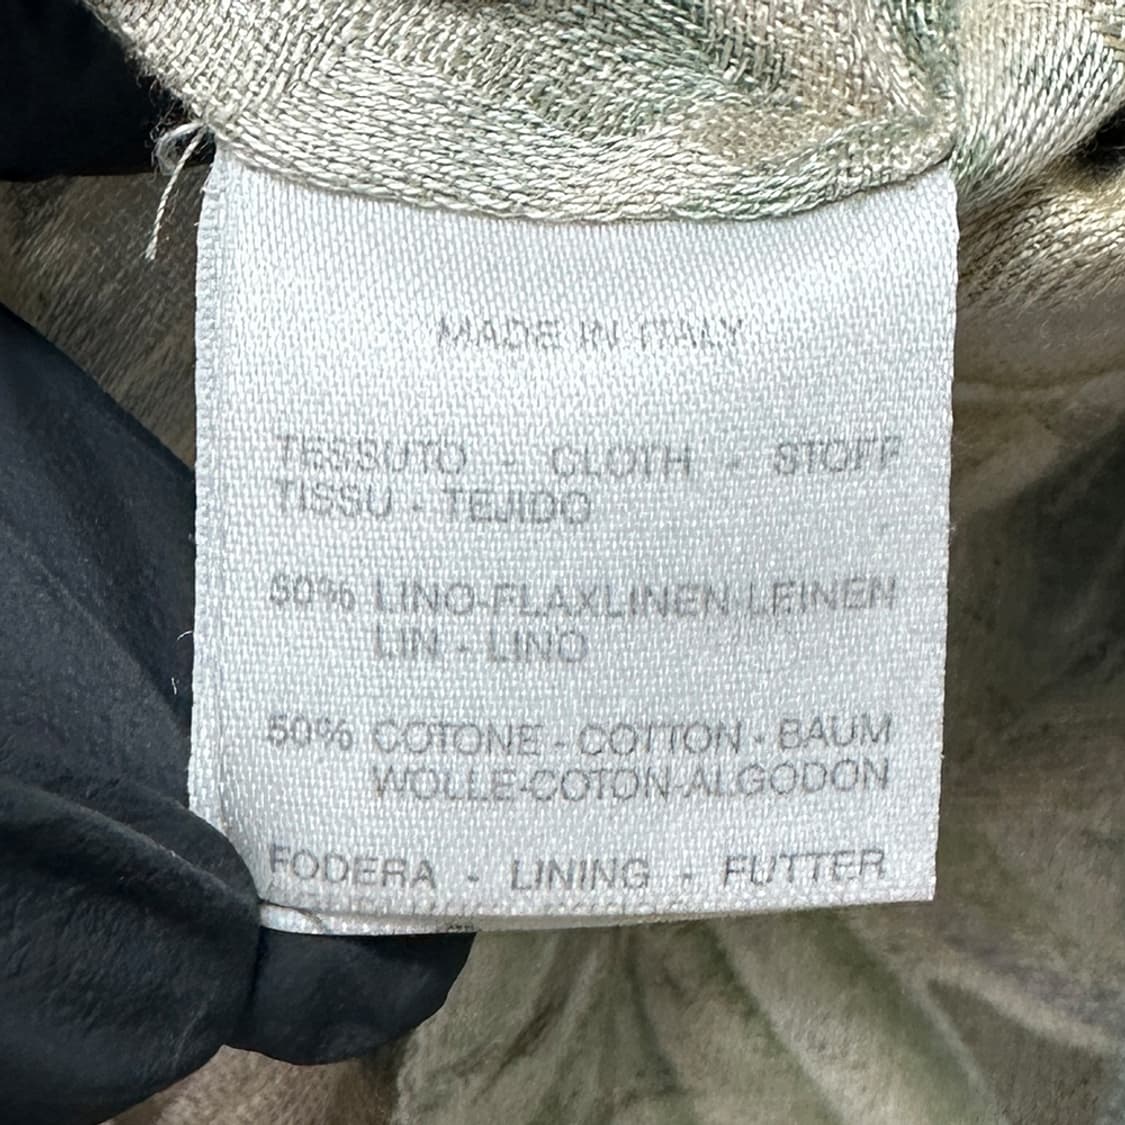 MADE IN ITALY
TESSUTO - CLOTH - STOFF
TISSU - TEJIDO
50% LINO-FLAXLINEN LEINEN
LIN - LINO
50% COTONE - COTTON - BAUM
WOLLE-COTON-ALGODON
FODERA - LINING - FUTTER